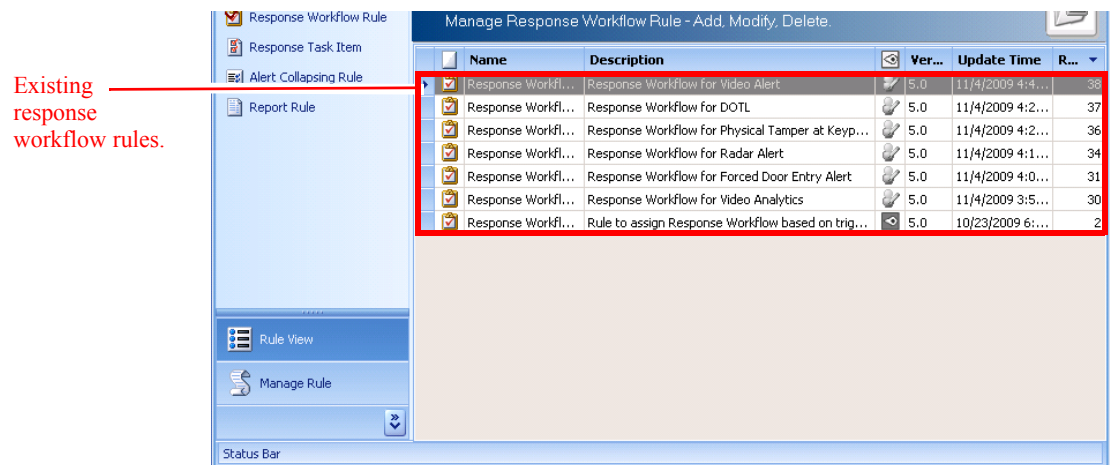 Response Workflow Rule
Manage Response Workflow Rule - Add, Modify, Delete.
Response Task Item
Alert Collapsing Rule
Report Rule
Existing
response
workflow rules.
Name Description Ver... Update Time R...
Response Workfl... Response Workflow for Video Alert 5.0 11/4/2009 4:4... 38
Response Workfl... Response Workflow for DOTL 5.0 11/4/2009 4:2... 37
Response Workfl... Response Workflow for Physical Tamper at Keyp... 5.0 11/4/2009 4:2... 36
Response Workfl... Response Workflow for Radar Alert 5.0 11/4/2009 4:1... 34
Response Workfl... Response Workflow for Forced Door Entry Alert 5.0 11/4/2009 4:0... 31
Response Workfl... Response Workflow for Video Analytics 5.0 11/4/2009 3:5... 30
Response Workfl... Rule to assign Response Workflow based on trig... 5.0 10/23/2009 6:... 2
Rule View
Manage Rule
Status Bar